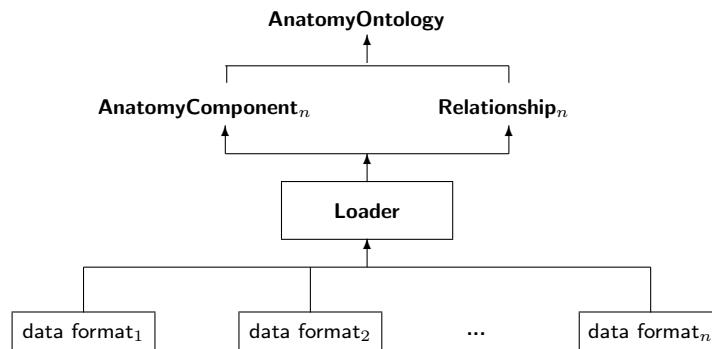 AnatomyOntology
AnatomyComponentₙ Relationshipₙ
Loader
data format₁ data format₂ ... data formatₙ